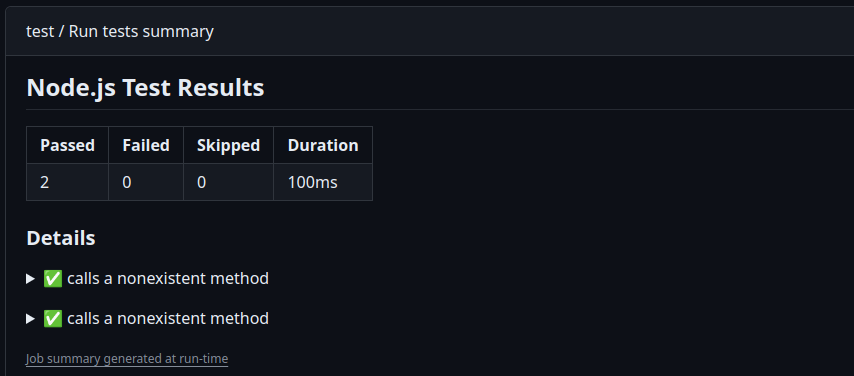 test / Run tests summary
Node.js Test Results
Passed Failed Skipped Duration
2 0 0 100ms
Details
✅ calls a nonexistent method
✅ calls a nonexistent method
Job summary generated at run-time